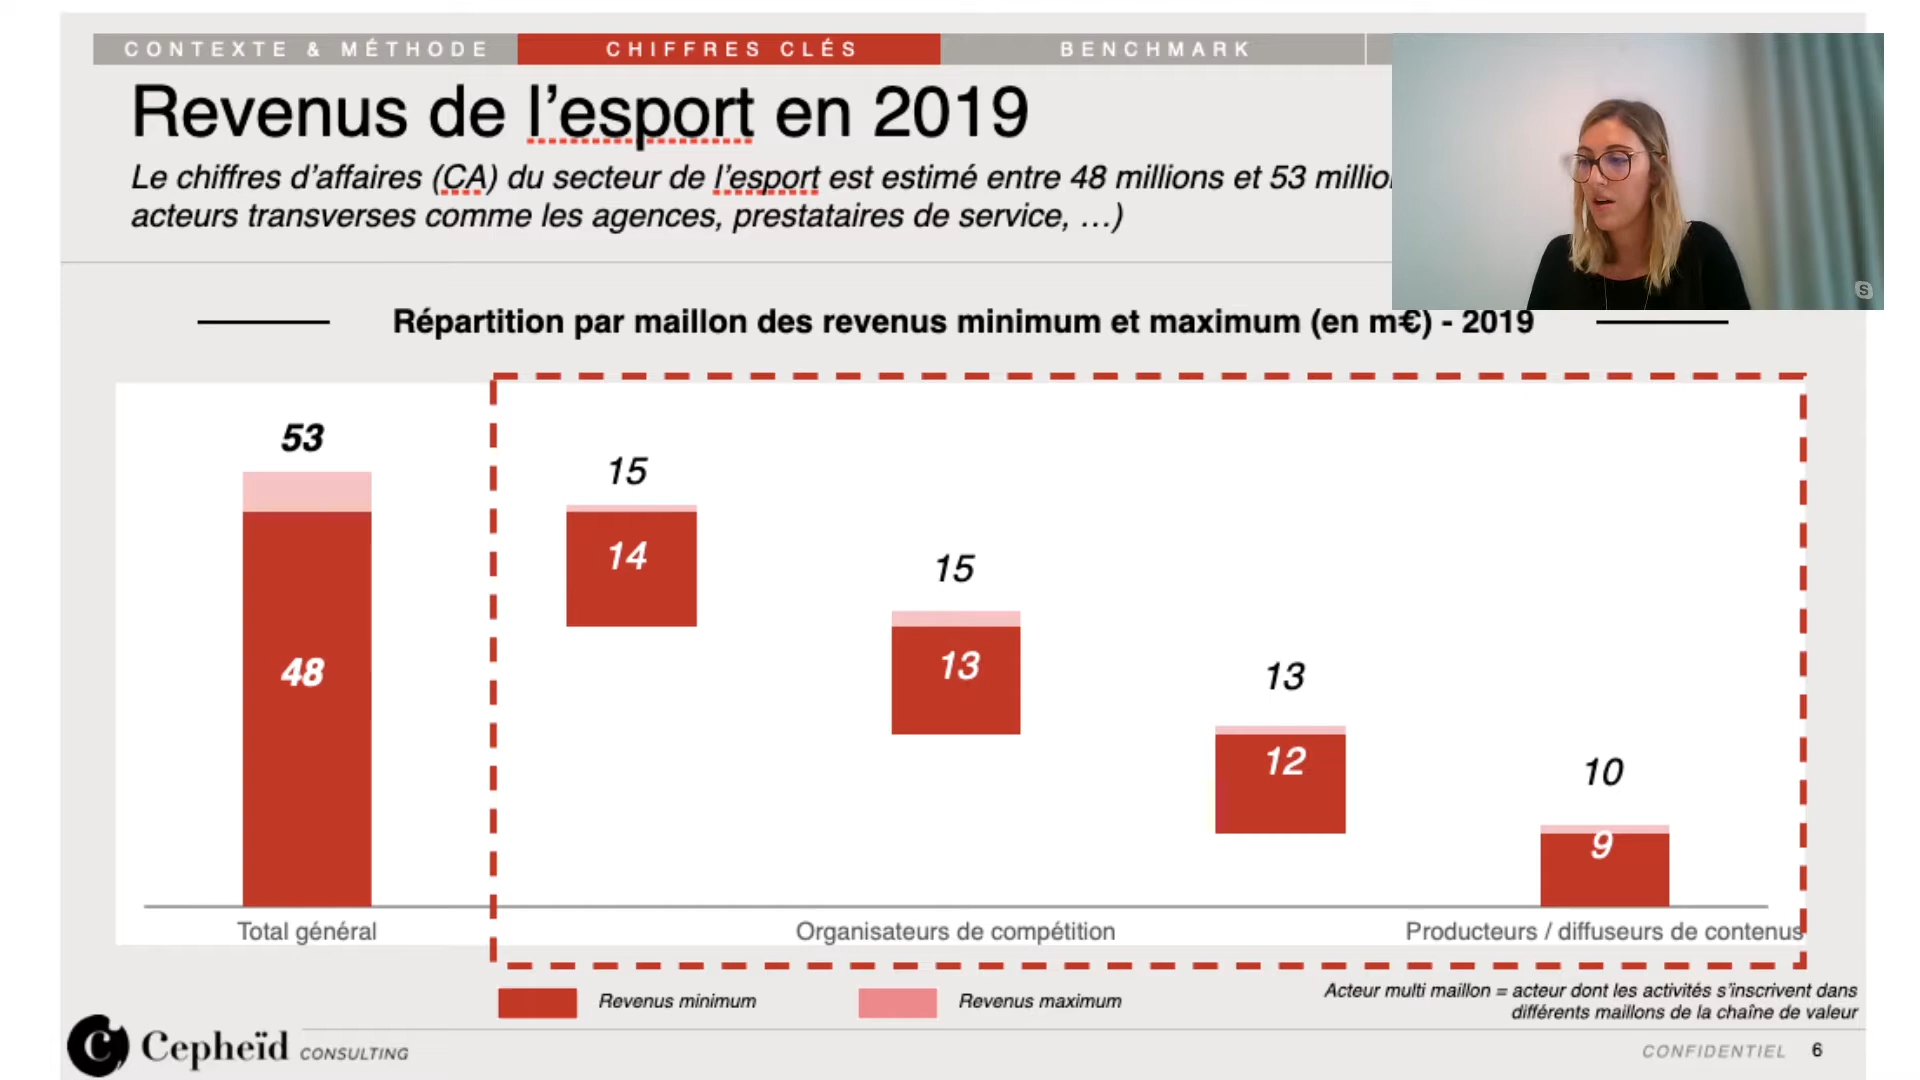 CONTEXTE & MÉTHODE
CHIFFRES CLÉS
BENCHMARK
Revenus de l’esport en 2019
Le chiffres d’affaires (CA) du secteur de l’esport est estimé entre 48 millions et 53
acteurs transverses comme les agences, prestataires de service, …)
Répartition par maillon des revenus minimum et maximum (en m€) - 2019
53
15
14
15
13
48
13
12
10
9
Total général
Organisateurs de compétition
Producteurs / diffuseurs de contenus
Revenus minimum
Revenus maximum
Acteur multi maillon = acteur dont les activités s’inscrivent dans
différents maillons de la chaîne de valeur
C Cepheïd CONSULTING
CONFIDENTIEL 6